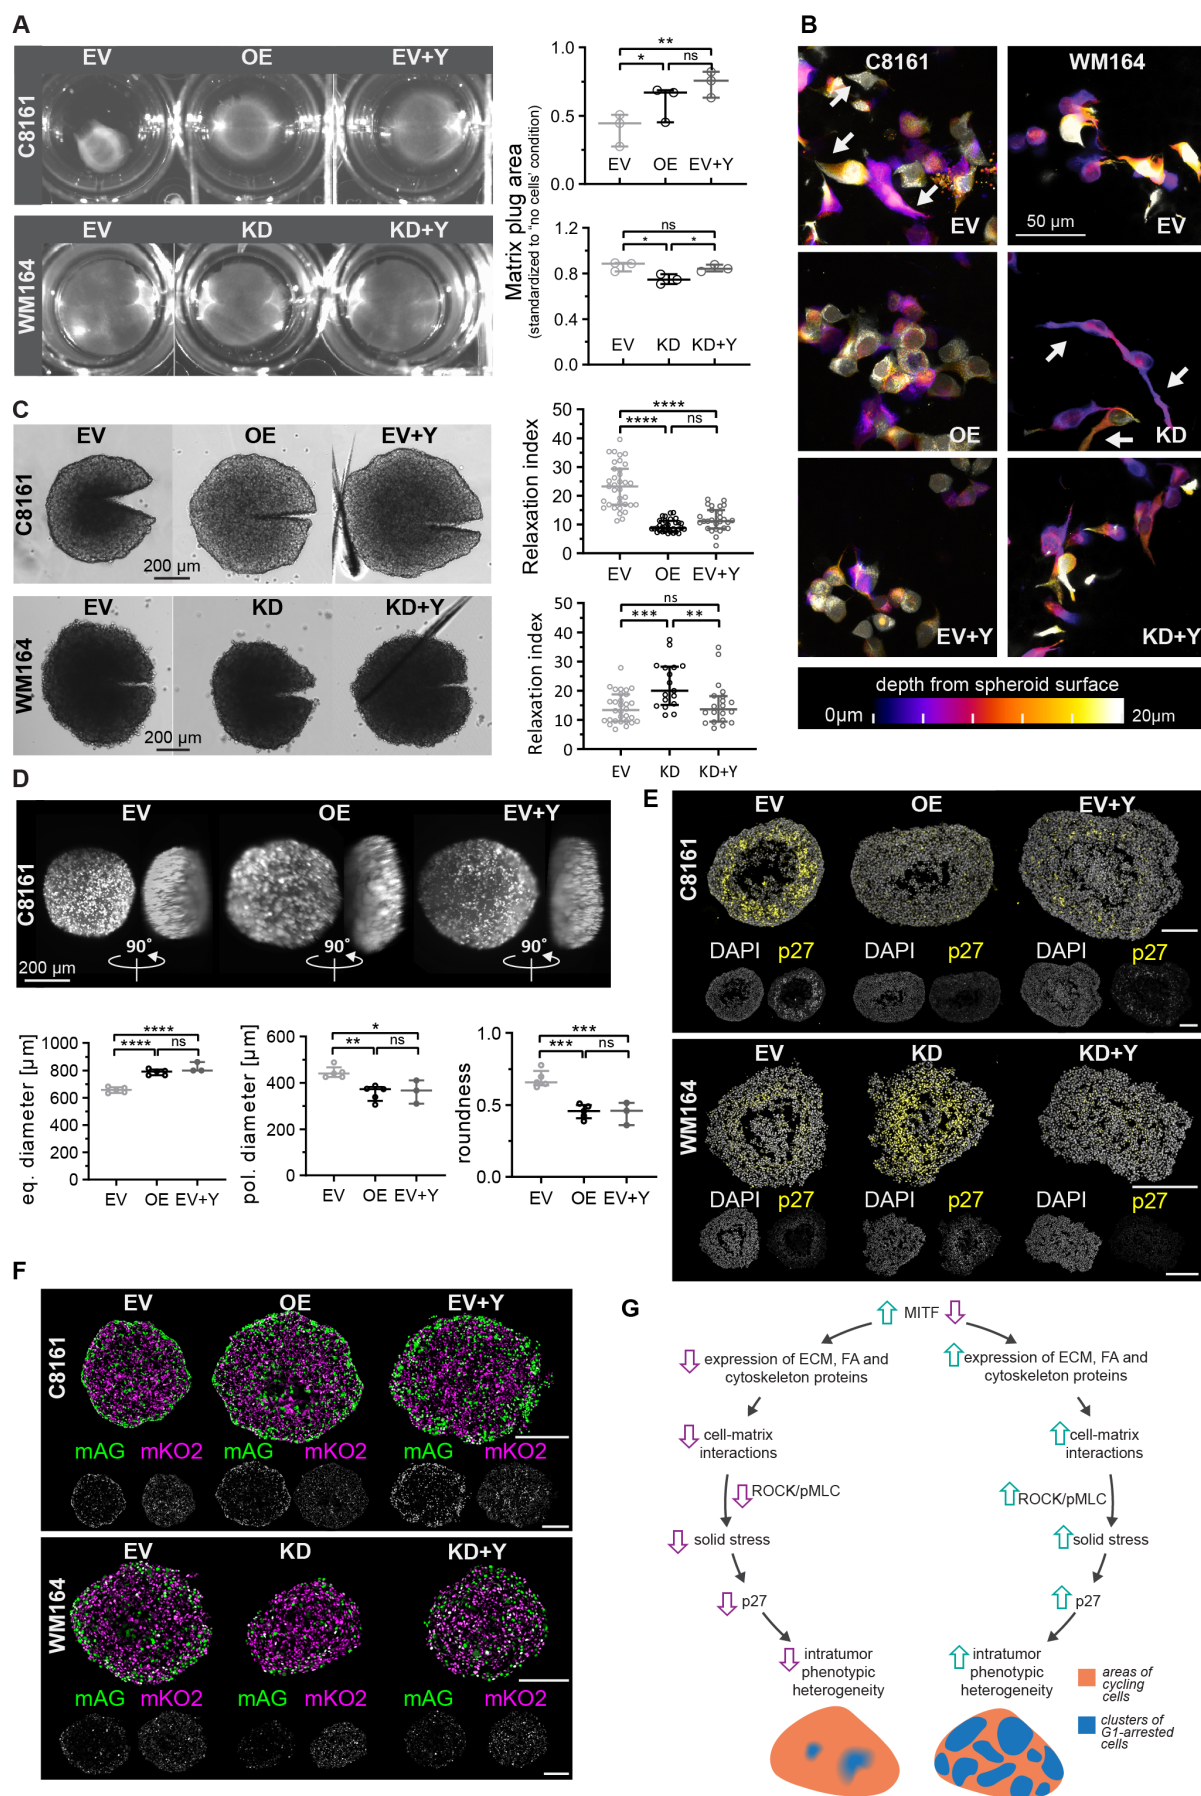 A
EV
OE
EV+Y
C8161
EV
KD
KD+Y
WM164
Matrix plug area
(standardized to "no cells' condition)
1.0
0.5
0.0
**
*
ns
EV
OE
EV+Y
1.2
0.8
0.4
0.0
ns
*
*
EV
KD
KD+Y
B
C8161
WM164
EV
50 µm
EV
OE
KD
EV+Y
KD+Y
depth from spheroid surface
0µm
20µm
C
EV
OE
EV+Y
C8161
200 µm
EV
KD
KD+Y
WM164
200 µm
Relaxation index
50
40
30
20
10
0
****
****
ns
EV
OE
EV+Y
Relaxation index
50
40
30
20
10
0
ns
***
**
EV
KD
KD+Y
D
EV
OE
EV+Y
C8161
90°
90°
90°
200 µm
eq. diameter [µm]
1000
800
600
400
200
0
****
****
ns
EV
OE
EV+Y
pol. diameter [µm]
600
400
200
0
*
**
ns
EV
OE
EV+Y
roundness
1.0
0.5
0.0
***
***
ns
EV
OE
EV+Y
E
EV
OE
EV+Y
C8161
DAPI
p27
DAPI
p27
DAPI
p27
EV
KD
KD+Y
WM164
DAPI
p27
DAPI
p27
DAPI
p27
F
EV
OE
EV+Y
C8161
mAG
mKO2
mAG
mKO2
mAG
mKO2
EV
KD
KD+Y
WM164
mAG
mKO2
mAG
mKO2
mAG
mKO2
G
MITF
expression of ECM, FA and
cytoskeleton proteins
expression of ECM, FA and
cytoskeleton proteins
cell-matrix
interactions
cell-matrix
interactions
ROCK/pMLC
ROCK/pMLC
solid stress
solid stress
p27
p27
intratumor
phenotypic
heterogeneity
intratumor
phenotypic
heterogeneity
areas of
cycling
cells
clusters of
G1-arrested
cells